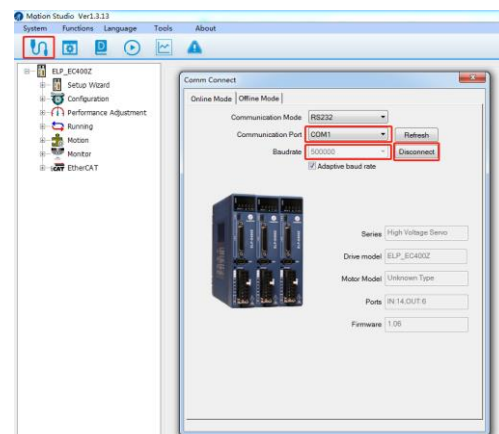 Motion Studio Ver1.3.13
System Functions Language Tools About
ELP_EC400Z
Setup Wizard
Configuration
Performance Adjustment
Running
Motion
Monitor
EtherCAT
Comm Connect
Online Mode Offline Mode
Communication Mode RS232
Communication Port COM1 Refresh
Baudrate 500000 Disconnect
Adaptive baud rate
Series High Voltage Servo
Drive model ELP_EC400Z
Motor Model Unknown Type
Ports IN:14,OUT:6
Firmware 1.06